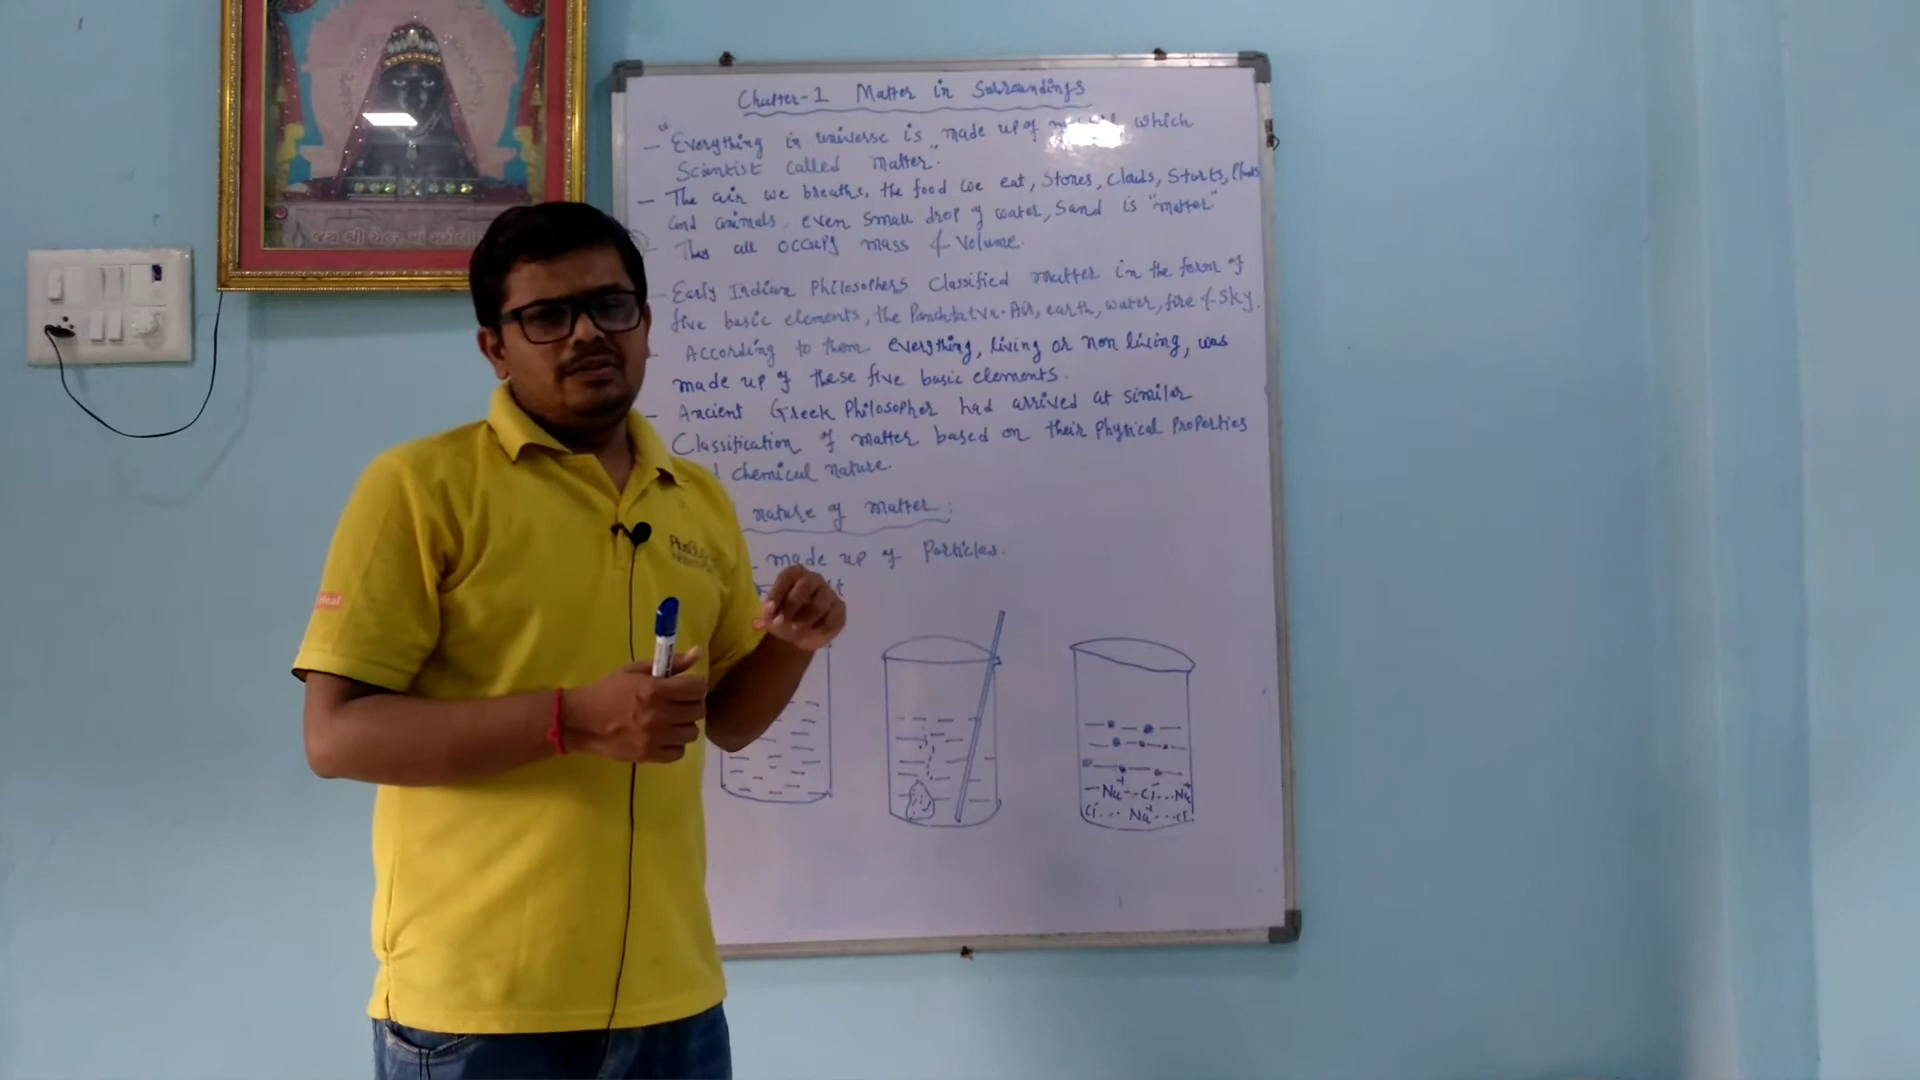 જય શ્રી ચેહર માં
Chapter-1 Matter in Surroundings
— "Everything in universe is made up of which
Scientist called matter".
— The air we breathe, the food we eat, Stones, Clouds, Starts, Plants
and animals, even small drop of water, Sand is "matter"
Thus all occupy mass & Volume.
— Early Indian Philosophers Classified matter in the form of
five basic elements, the Panchtatva-Air, earth, water, fire & Sky.
- According to them everything, living or non living, was
made up of these five basic elements.
— Ancient Greek Philosopher had arrived at similar
Classification of matter based on their Physical Properties
chemical nature.
nature of matter:
made up of Particles.
Heal
Na+ -- Cl- ... Na+
Cl- ... Na+ ... Cl-